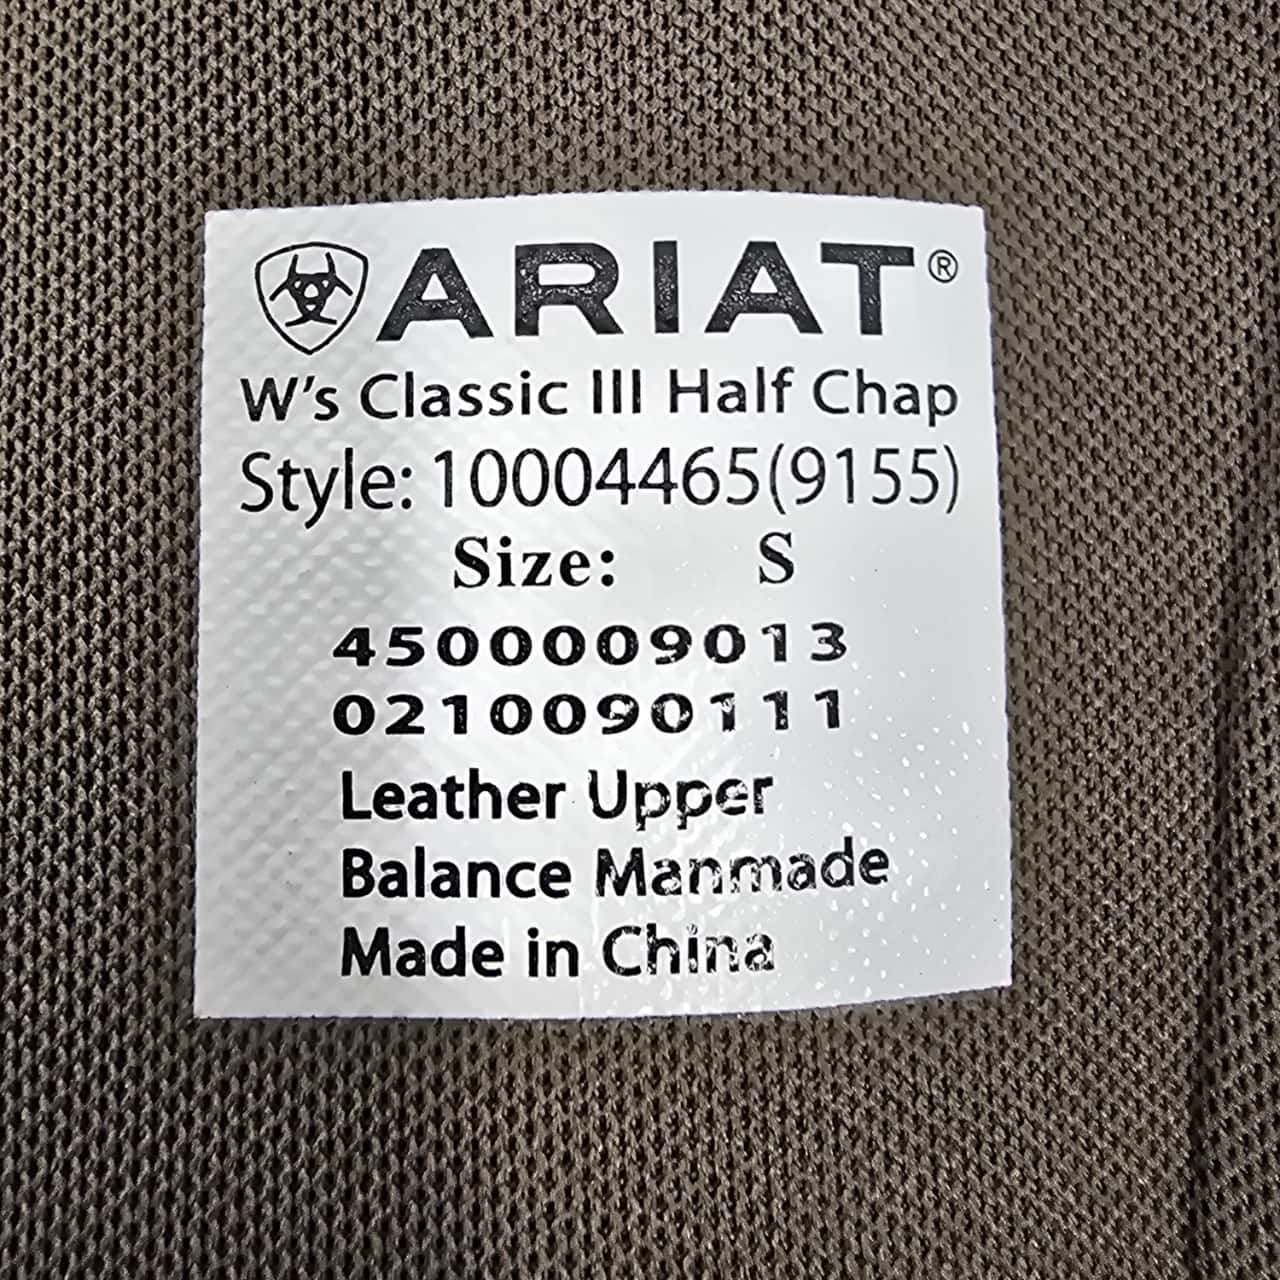 ARIAT®
W's Classic III Half Chap
Style: 10004465(9155)
Size: S
4500009013
0210090111
Leather Upper
Balance Manmade
Made in China